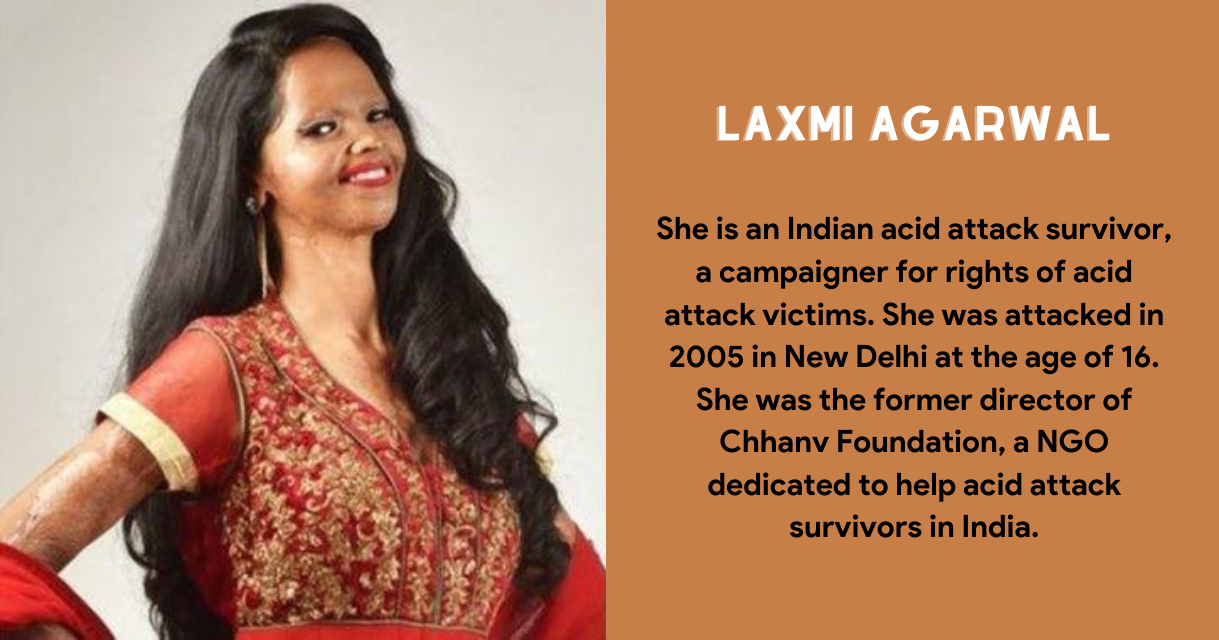 LAXMI AGARWAL
She is an Indian acid attack survivor,
a campaigner for rights of acid
attack victims. She was attacked in
2005 in New Delhi at the age of 16.
She was the former director of
Chhanv Foundation, a NGO
dedicated to help acid attack
survivors in India.